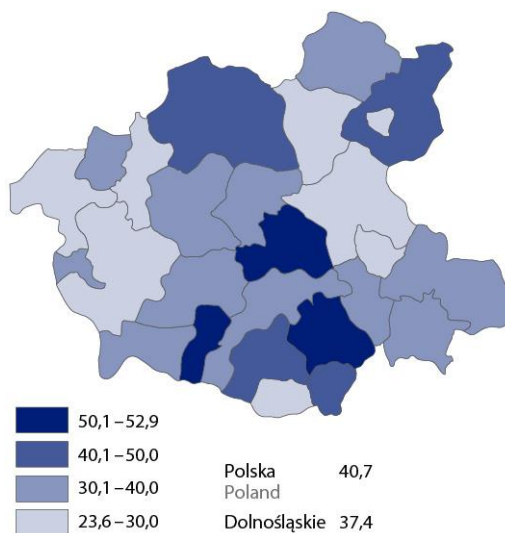 50,1–52,9
40,1–50,0
30,1–40,0
23,6–30,0
Polska 40,7
Poland
Dolnośląskie 37,4